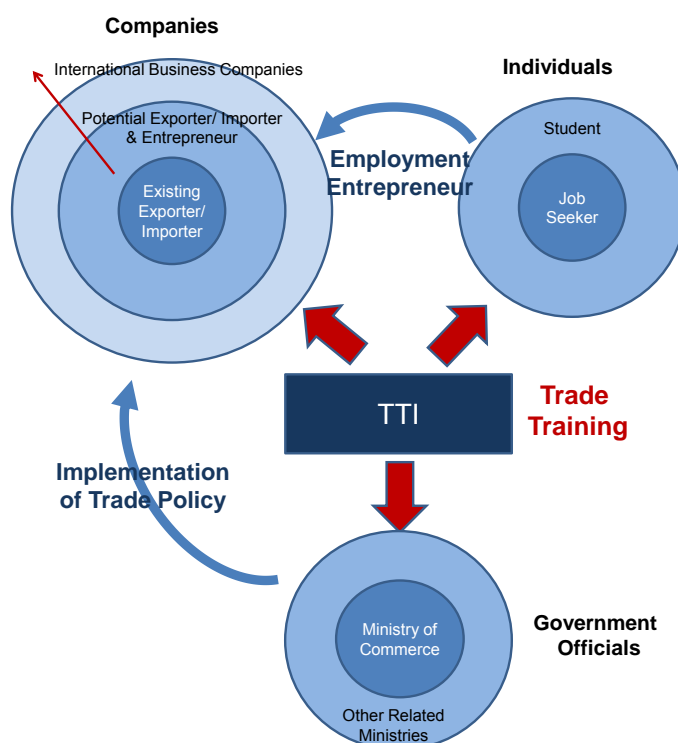 Companies
International Business Companies
Potential Exporter/ Importer
& Entrepreneur
Existing
Exporter/
Importer
Individuals
Student
Job
Seeker
Employment
Entrepreneur
TTI
Trade
Training
Implementation
of Trade Policy
Ministry of
Commerce
Other Related
Ministries
Government
Officials